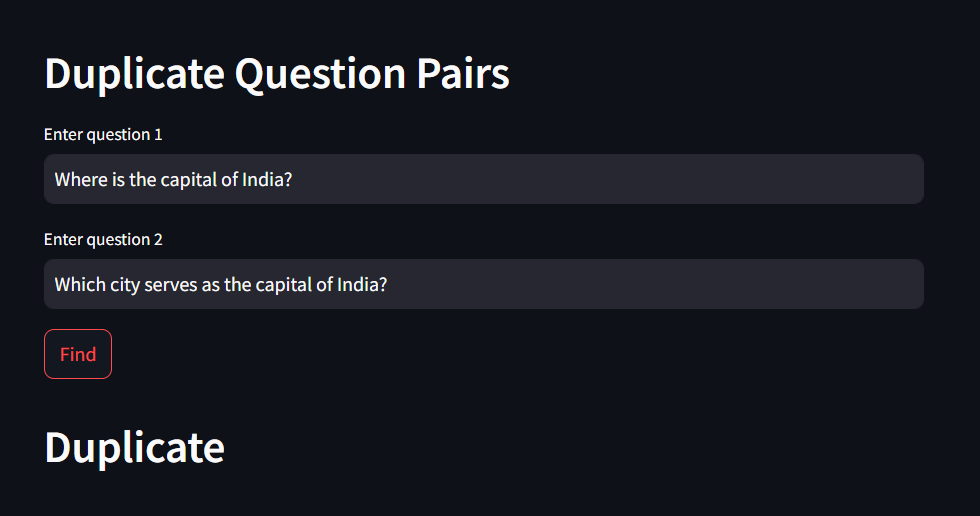 Duplicate Question Pairs
Enter question 1
Where is the capital of India?
Enter question 2
Which city serves as the capital of India?
Find
Duplicate